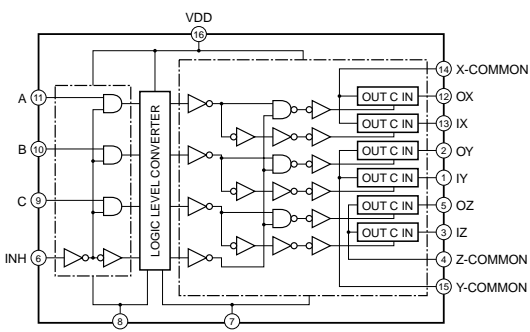 VDD
16
14 X-COMMON
A 11
OUT C IN 12 OX
OUT C IN 13 IX
B 10
OUT C IN 2 OY
LOGIC LEVEL CONVERTER
OUT C IN 1 IY
C 9
OUT C IN 5 OZ
OUT C IN 3 IZ
INH 6
4 Z-COMMON
15 Y-COMMON
8
7